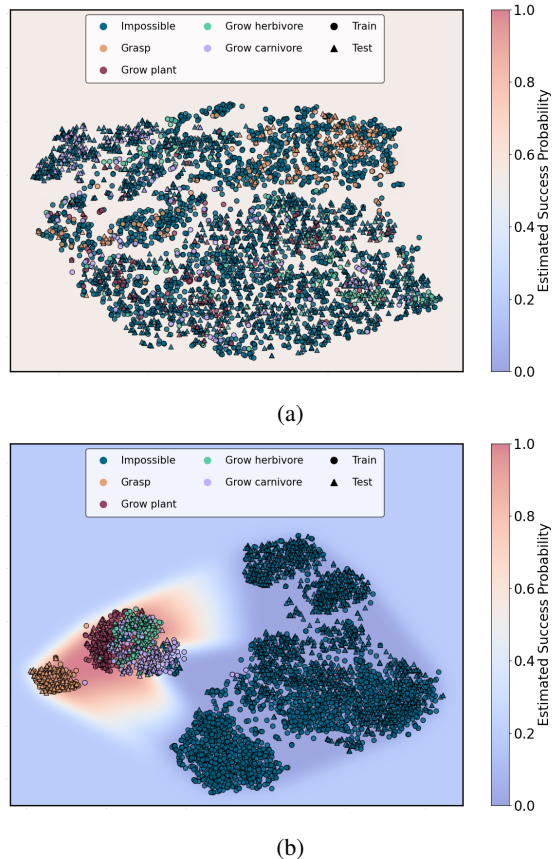 Impossible Grow herbivore Train
Grasp Grow carnivore Test
Grow plant
1.0
0.8
0.6
0.4
0.2
0.0
Estimated Success Probability
(a)
Impossible Grow herbivore Train
Grasp Grow carnivore Test
Grow plant
1.0
0.8
0.6
0.4
0.2
0.0
Estimated Success Probability
(b)